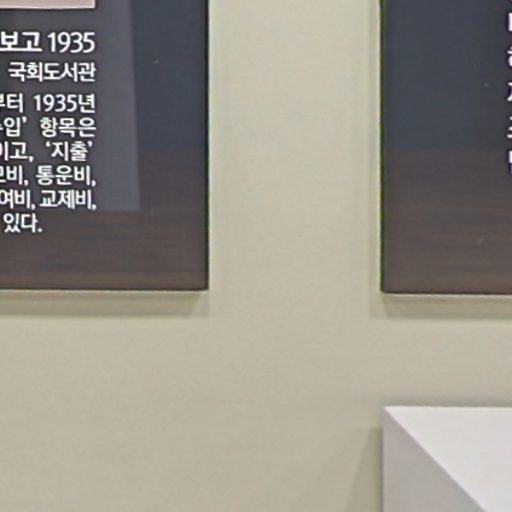 보고 1935
국회도서관
부터 1935년
수입’ 항목은
이고, ‘지출’
모비, 통운비,
여비, 교제비,
있다.